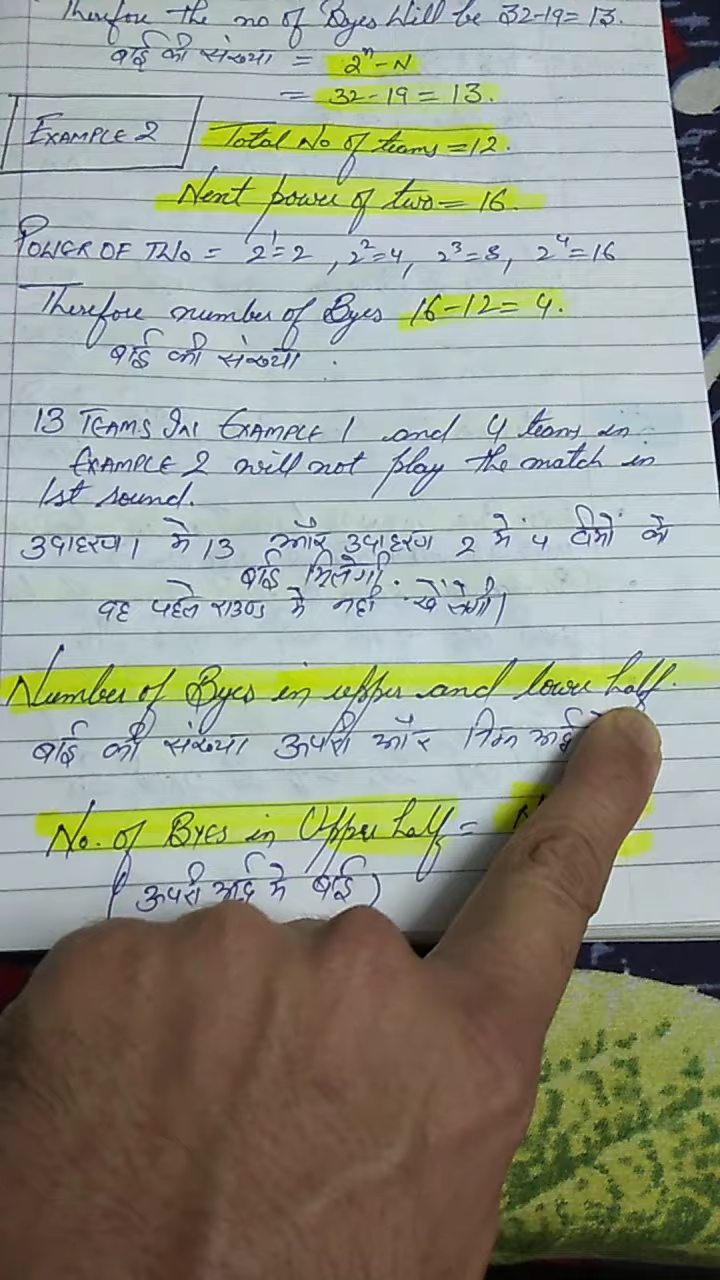 Therefore the no of Byes Will be 32-19=13.
बाई की संख्या = 2ⁿ-N
= 32-19=13.
EXAMPLE 2 Total No of teams =12.
Next power of two= 16.
POWER OF TWO = 2¹=2, 2²=4, 2³=8, 2⁴=16
Therefore number of Byes 16-12=4.
बाई की संख्या
13 TEAMS IN EXAMPLE 1 and 4 teams in
EXAMPLE 2 will not play the match in
1st round.
उदाहरण 1 मे 13 और उदाहरण 2 में 4 टीमों को
बाई मिलेगी.
वह पहले राउण्ड मे नहीं खेलेगी।
Number of Byes in upper and lower half.
बाई की संख्या ऊपरी और निम्न
No. of BYES in Upper half =
( ऊपरी अर्द्ध मे बाई)